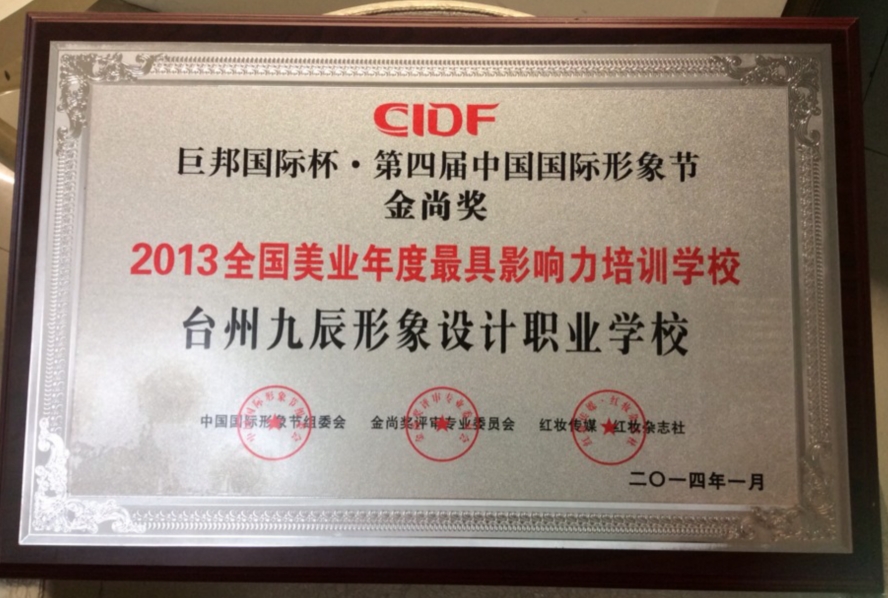 CIDF
巨邦国际杯·第四届中国国际形象节
金尚奖
2013全国美业年度最具影响力培训学校
台州九辰形象设计职业学校
中国国际形象节组委会 金尚奖评审专业委员会 红妆传媒·红妆杂志社
二〇一四年一月